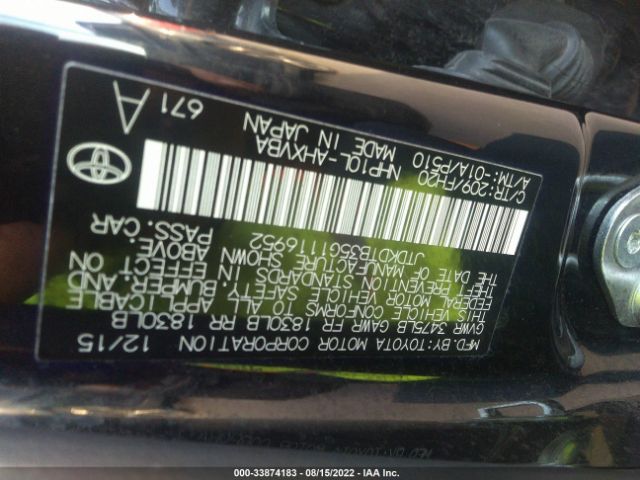 MFD. BY: TOYOTA MOTOR CORPORATION 12/15
GVWR 3475LB GAWR FR 1830LB RR 1830LB
THIS VEHICLE CONFORMS TO ALL APPLICABLE
FEDERAL MOTOR VEHICLE SAFETY, BUMPER, AND
THEFT PREVENTION STANDARDS IN EFFECT ON
THE DATE OF MANUFACTURE SHOWN ABOVE.
JTDKDTB35G1116952 PASS. CAR
C/TR: 209/FH20
A/TM: -01A/P510
NHP10L-AHXVBA
MADE IN JAPAN
671 A
000-33874183 - 08/15/2022 - IAA Inc.